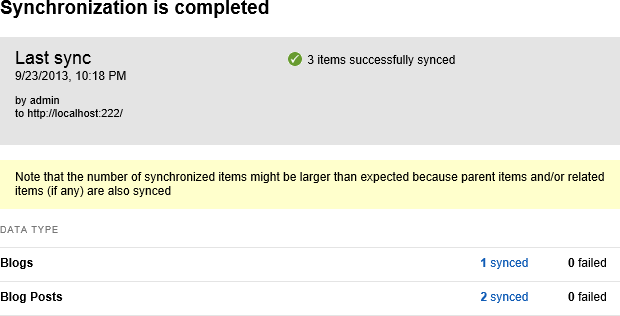 Synchronization is completed
Last sync
3 items successfully synced
9/23/2013, 10:18 PM
by admin
to http://localhost:222/
Note that the number of synchronized items might be larger than expected because parent items and/or related
items (if any) are also synced
DATA TYPE
Blogs 1 synced 0 failed
Blog Posts 2 synced 0 failed